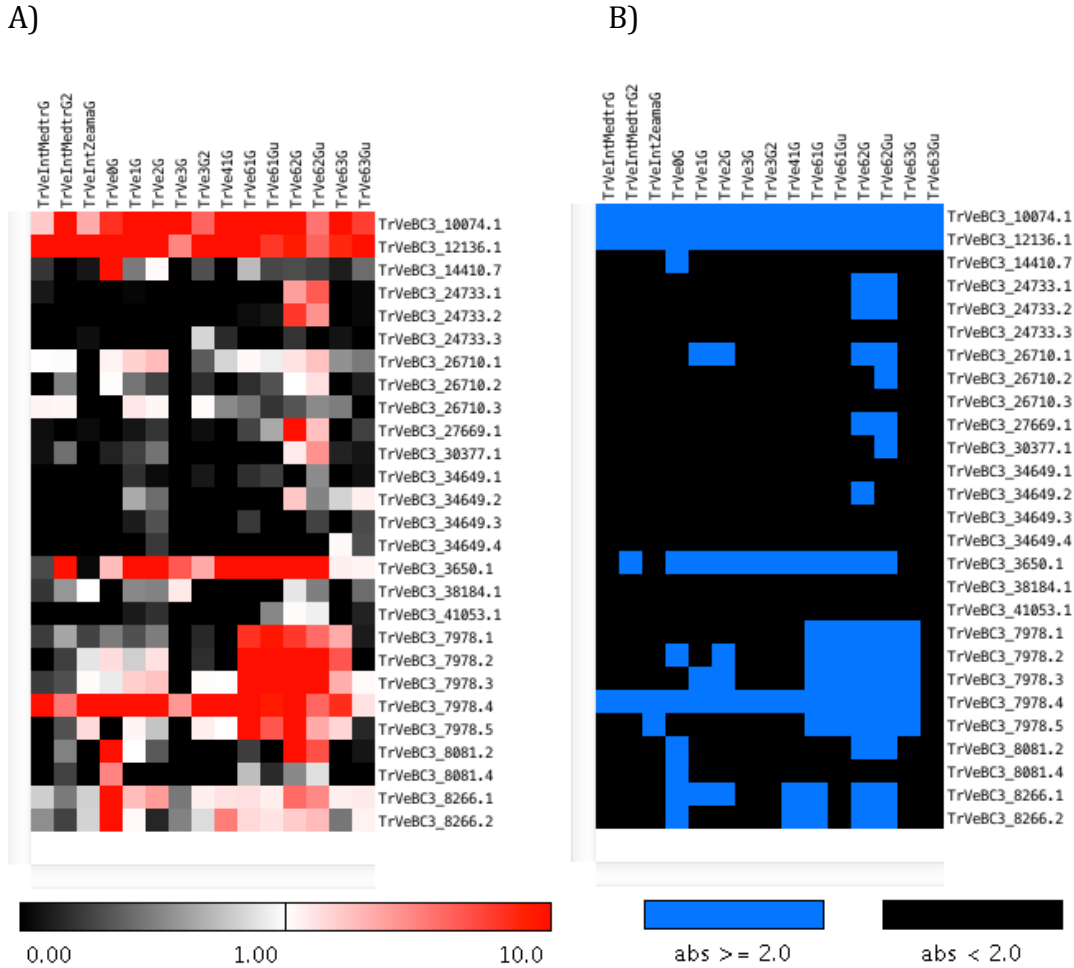 A)
B)
TrVeIntMedtrG
TrVeIntMedtrG2
TrVeIntZeamaG
TrVe0G
TrVe1G
TrVe2G
TrVe3G
TrVe3G2
TrVe41G
TrVe61G
TrVe61Gu
TrVe62G
TrVe62Gu
TrVe63G
TrVe63Gu
TrVeBC3_10074.1
TrVeBC3_12136.1
TrVeBC3_14410.7
TrVeBC3_24733.1
TrVeBC3_24733.2
TrVeBC3_24733.3
TrVeBC3_26710.1
TrVeBC3_26710.2
TrVeBC3_26710.3
TrVeBC3_27669.1
TrVeBC3_30377.1
TrVeBC3_34649.1
TrVeBC3_34649.2
TrVeBC3_34649.3
TrVeBC3_34649.4
TrVeBC3_3650.1
TrVeBC3_38184.1
TrVeBC3_41053.1
TrVeBC3_7978.1
TrVeBC3_7978.2
TrVeBC3_7978.3
TrVeBC3_7978.4
TrVeBC3_7978.5
TrVeBC3_8081.2
TrVeBC3_8081.4
TrVeBC3_8266.1
TrVeBC3_8266.2
0.00 1.00 10.0
TrVeIntMedtrG
TrVeIntMedtrG2
TrVeIntZeamaG
TrVe0G
TrVe1G
TrVe2G
TrVe3G
TrVe3G2
TrVe41G
TrVe61G
TrVe61Gu
TrVe62G
TrVe62Gu
TrVe63G
TrVe63Gu
TrVeBC3_10074.1
TrVeBC3_12136.1
TrVeBC3_14410.7
TrVeBC3_24733.1
TrVeBC3_24733.2
TrVeBC3_24733.3
TrVeBC3_26710.1
TrVeBC3_26710.2
TrVeBC3_26710.3
TrVeBC3_27669.1
TrVeBC3_30377.1
TrVeBC3_34649.1
TrVeBC3_34649.2
TrVeBC3_34649.3
TrVeBC3_34649.4
TrVeBC3_3650.1
TrVeBC3_38184.1
TrVeBC3_41053.1
TrVeBC3_7978.1
TrVeBC3_7978.2
TrVeBC3_7978.3
TrVeBC3_7978.4
TrVeBC3_7978.5
TrVeBC3_8081.2
TrVeBC3_8081.4
TrVeBC3_8266.1
TrVeBC3_8266.2
abs >= 2.0
abs < 2.0